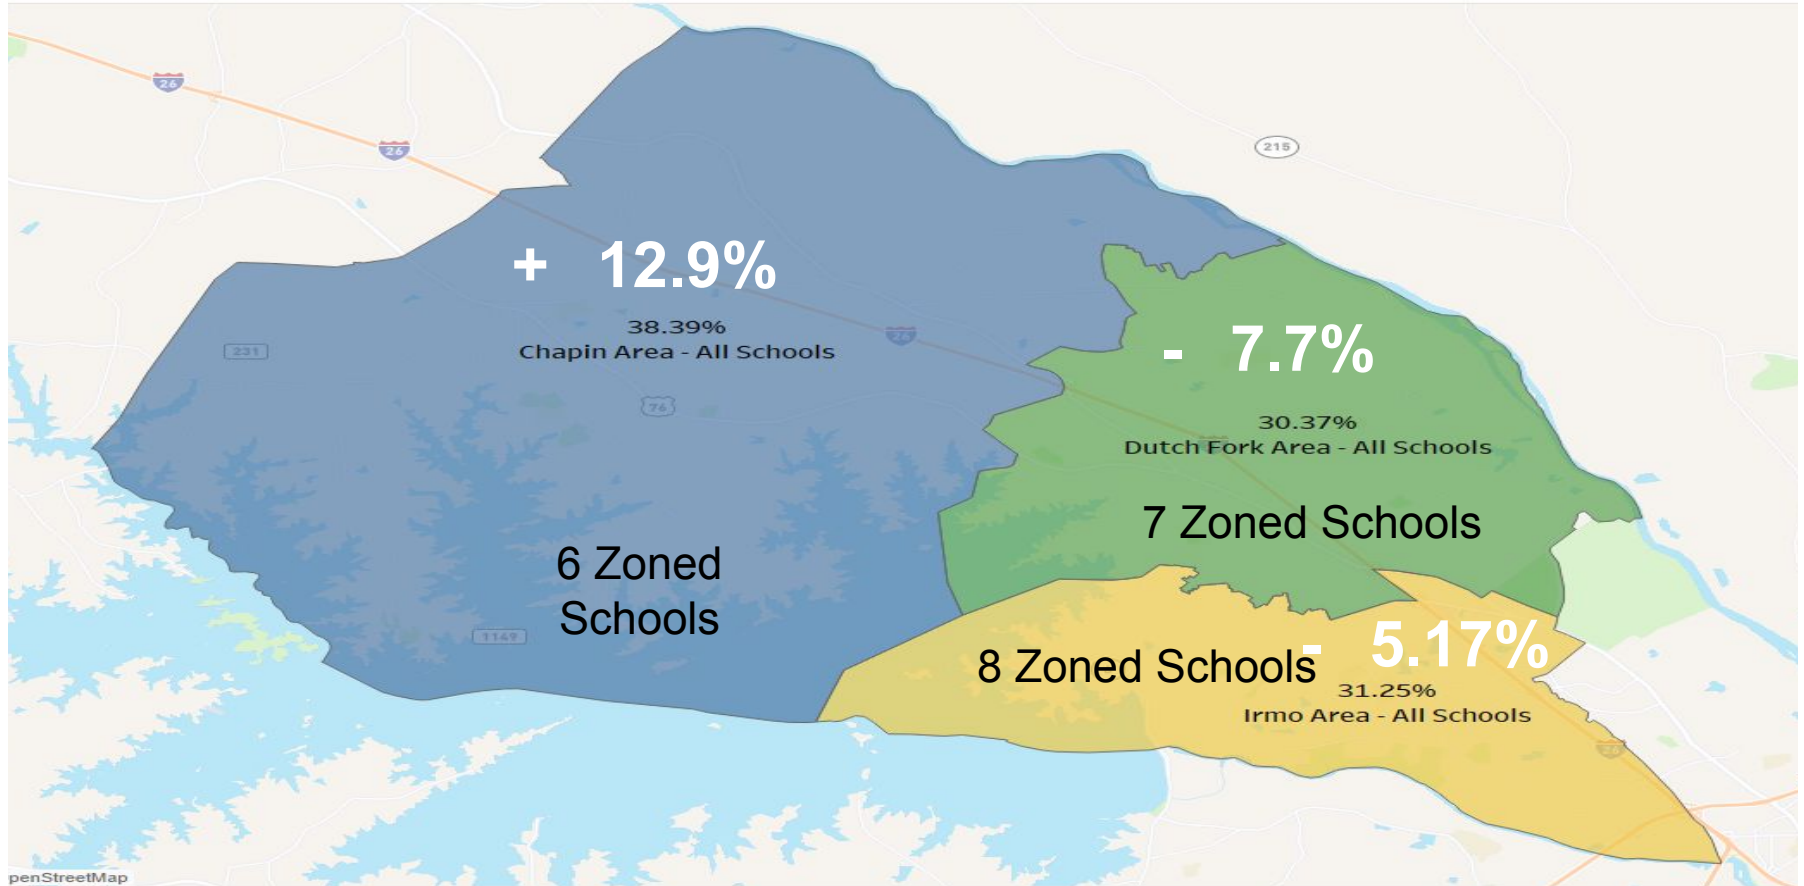 26
26
215
+ 12.9%
38.39%
Chapin Area - All Schools
26
231
76
- 7.7%
30.37%
Dutch Fork Area - All Schools
7 Zoned Schools
6 Zoned
Schools
1149
8 Zoned Schools
- 5.17%
31.25%
Irmo Area - All Schools
26
penStreetMap